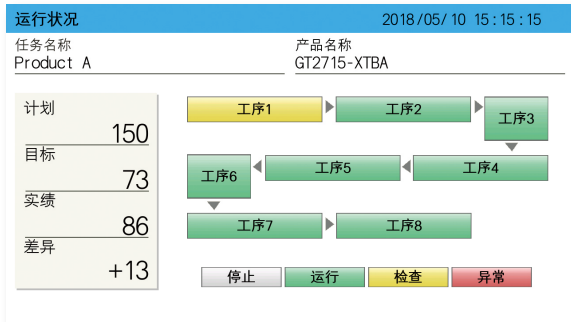 运行状况 2018/05/10 15:15:15
任务名称 产品名称
Product A GT2715-XTBA
计划
150
目标
73
实绩
86
差异
+13
工序1 工序2 工序3
工序6 工序5 工序4
工序7 工序8
停止 运行 检查 异常